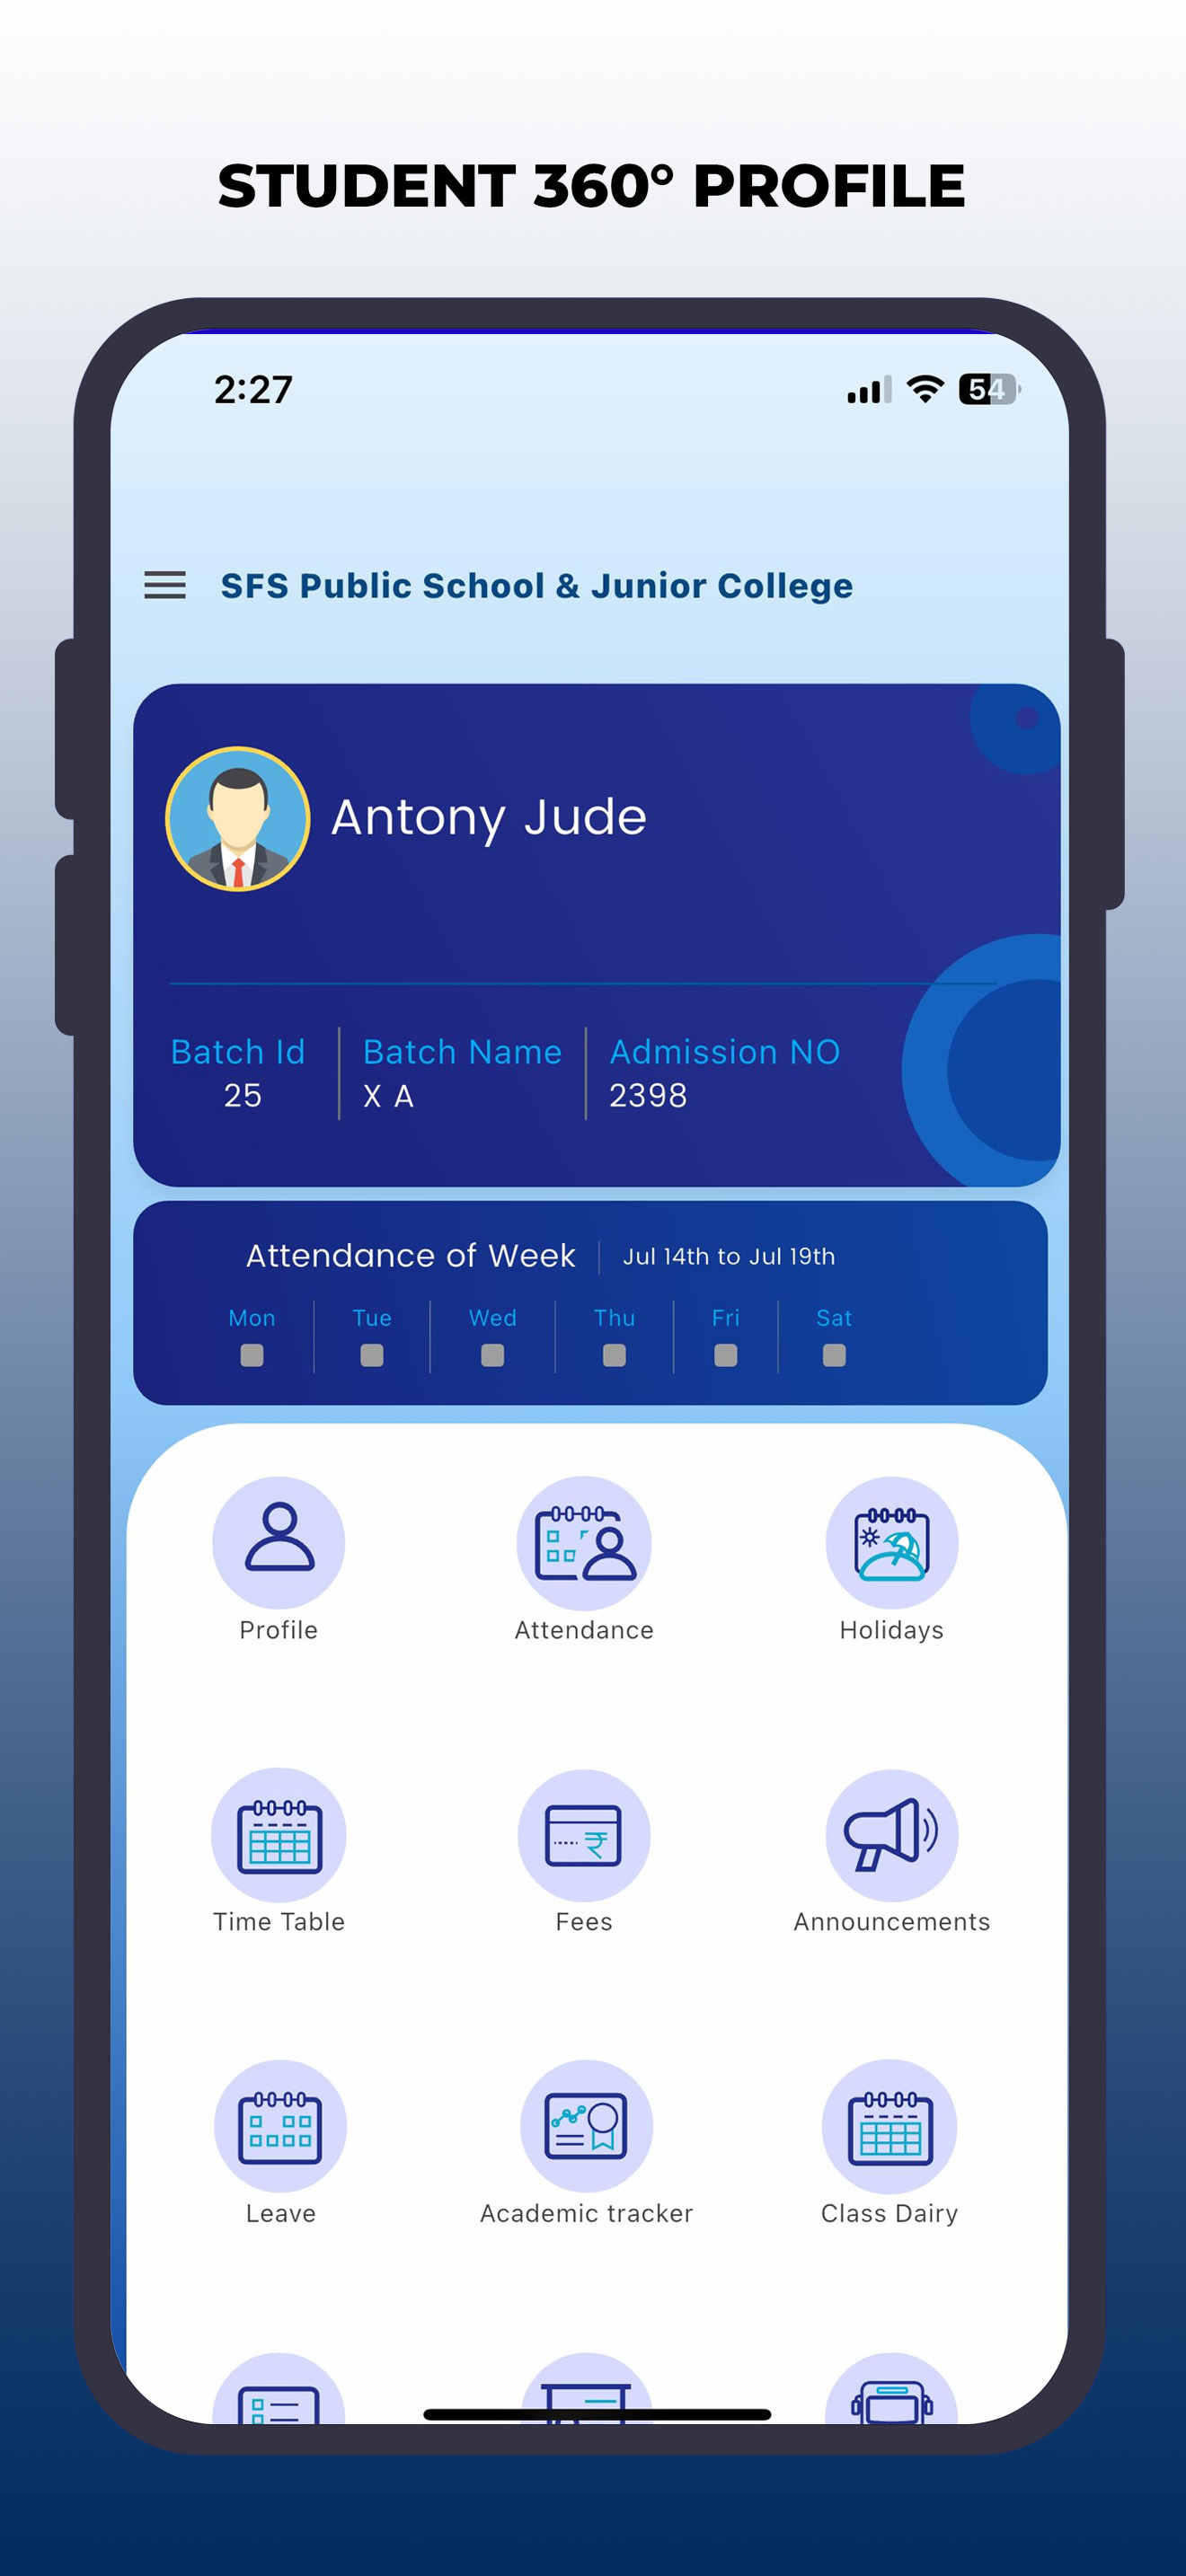 STUDENT 360° PROFILE
2:27
54
SFS Public School & Junior College
Antony Jude
Batch Id
25
Batch Name
X A
Admission NO
2398
Attendance of Week
Jul 14th to Jul 19th
Mon Tue Wed Thu Fri Sat
Profile Attendance Holidays
Time Table Fees Announcements
Leave Academic tracker Class Dairy